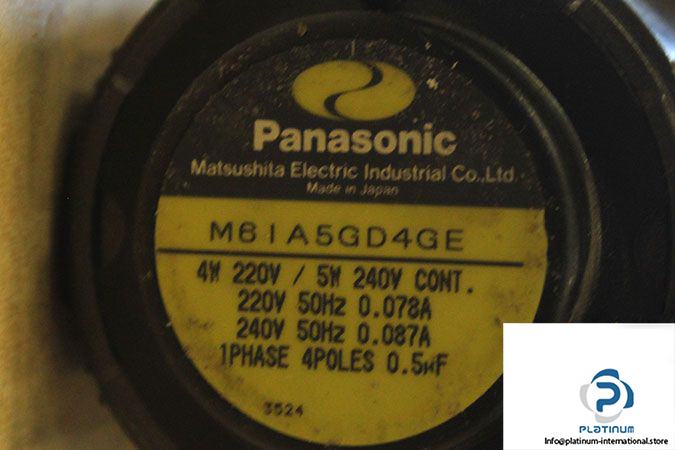 Panasonic
Matsushita Electric Industrial Co.,Ltd.
Made in Japan
M61A5GD4GE
4W 220V / 5W 240V CONT.
220V 50Hz 0.078A
240V 50Hz 0.087A
1PHASE 4POLES 0.5μF
3524
PLATINUM
Info@platinum-international.store